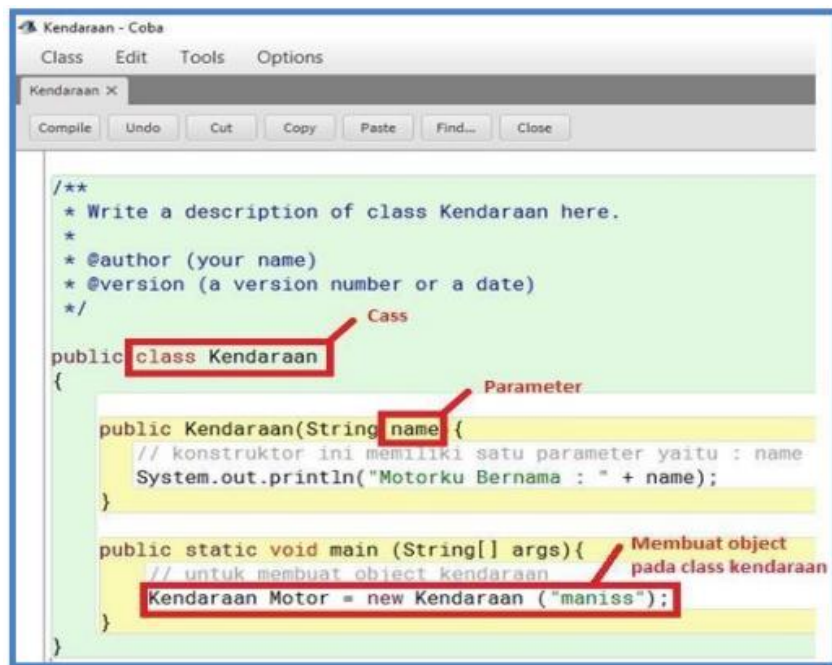 Kendaraan - Coba
Class Edit Tools Options
Kendaraan X
Compile Undo Cut Copy Paste Find... Close
/**
* Write a description of class Kendaraan here.
*
* @author (your name)
* @version (a version number or a date)
*/
Cass
public class Kendaraan
{
Parameter
public Kendaraan(String name) {
// konstruktor ini memiliki satu parameter yaitu : name
System.out.println("Motorku Bernama : " + name);
}
public static void main (String[] args){
Membuat object
pada class kendaraan
// untuk membuat object kendaraan
Kendaraan Motor = new Kendaraan ("maniss");
}
}